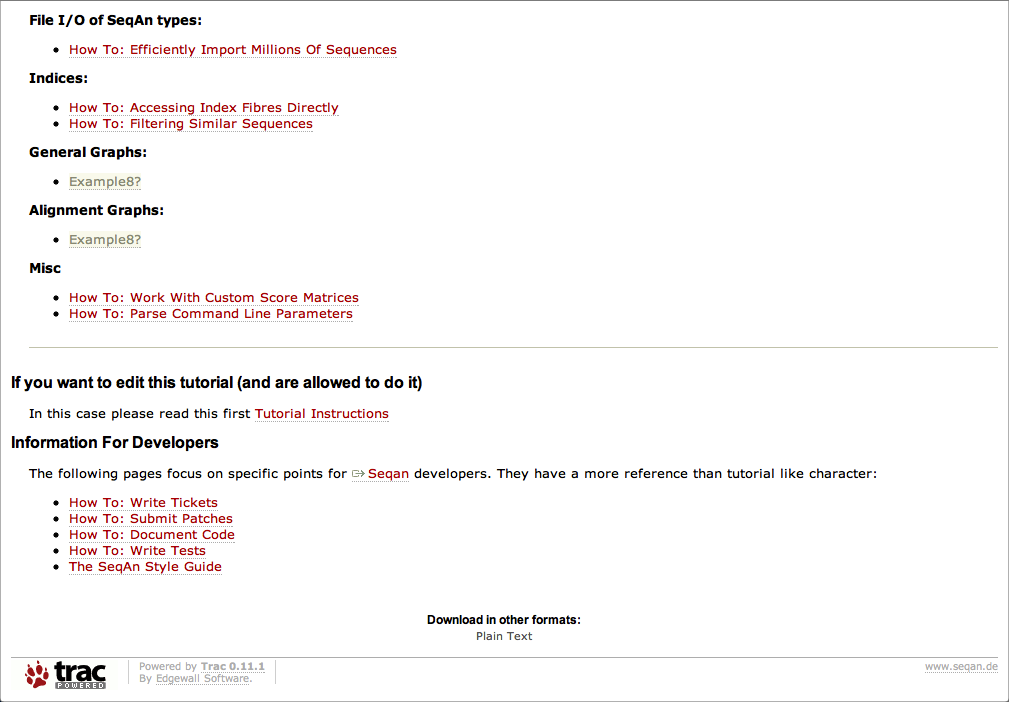 File I/O of SeqAn types:
How To: Efficiently Import Millions Of Sequences
Indices:
How To: Accessing Index Fibres Directly
How To: Filtering Similar Sequences
General Graphs:
Example8?
Alignment Graphs:
Example8?
Misc
How To: Work With Custom Score Matrices
How To: Parse Command Line Parameters
If you want to edit this tutorial (and are allowed to do it)
In this case please read this first Tutorial Instructions
Information For Developers
The following pages focus on specific points for Seqan developers. They have a more reference than tutorial like character:
How To: Write Tickets
How To: Submit Patches
How To: Document Code
How To: Write Tests
The SeqAn Style Guide
Download in other formats:
Plain Text
trac
POWERED
Powered by Trac 0.11.1
By Edgewall Software.
www.seqan.de